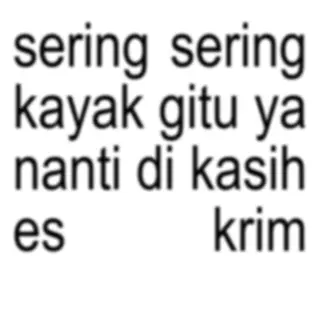 sering sering
kayak gitu ya
nanti di kasih
es krim